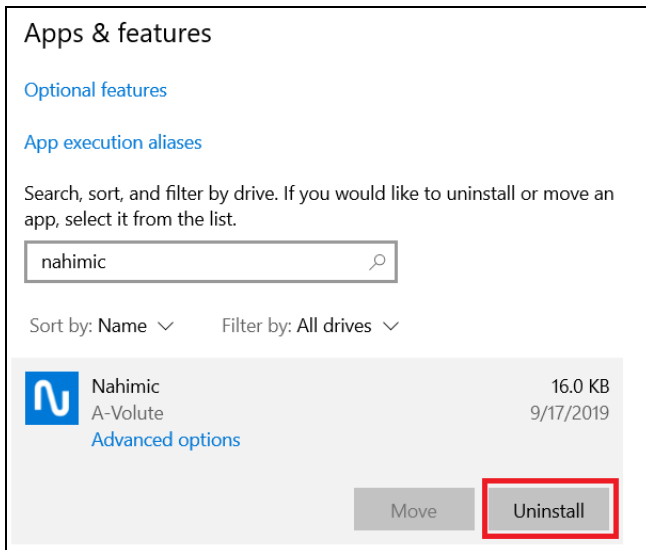 Apps & features
Optional features
App execution aliases
Search, sort, and filter by drive. If you would like to uninstall or move an
app, select it from the list.
nahimic
Sort by: Name Filter by: All drives
Nahimic 16.0 KB
A-Volute 9/17/2019
Advanced options
Move Uninstall